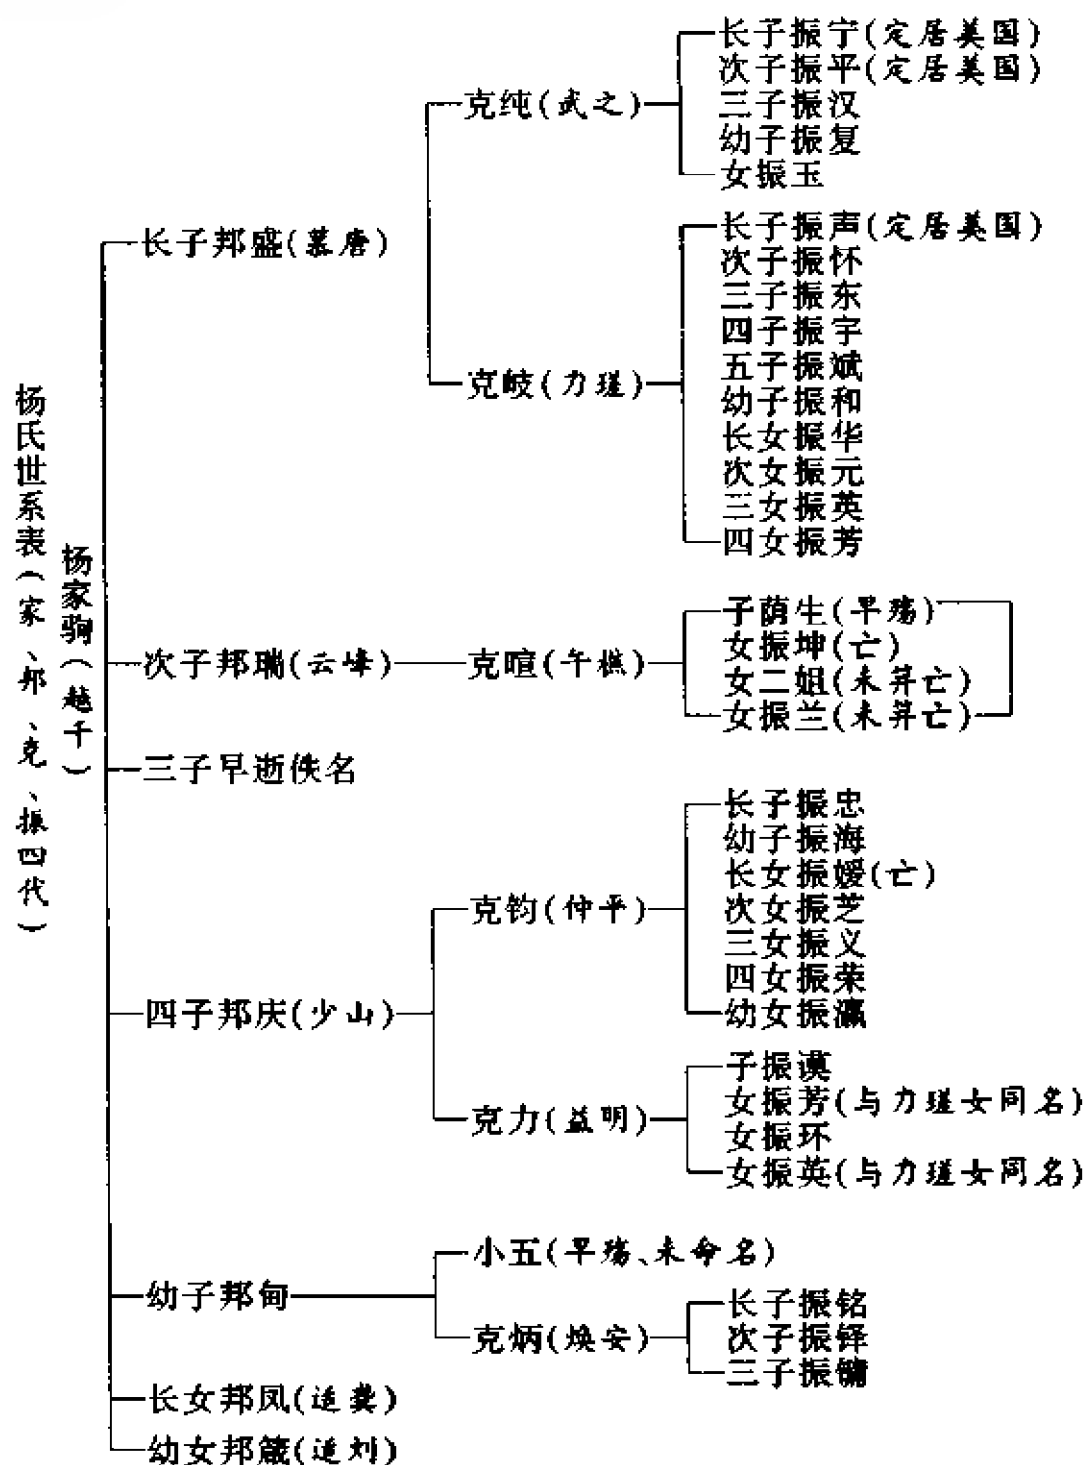 杨氏世系表(家、邦、克、振四代)
杨家驹(越千)
长子邦盛(慕唐)
克纯(武之)
长子振宁(定居美国)
次子振平(定居美国)
三子振汉
幼子振复
女振玉
克岐(力瑳)
长子振声(定居美国)
次子振怀
三子振东
四子振宇
五子振斌
幼子振和
长女振华
次女振元
三女振英
四女振芳
次子邦瑞(云峰)
克暄(午樵)
子荫生(早殇)
女振坤(亡)
女二姐(未笄亡)
女振兰(未笄亡)
三子早逝佚名
四子邦庆(少山)
克钧(仲平)
长子振忠
幼子振海
长女振嫒(亡)
次女振芝
三女振义
四女振荣
幼女振瀛
克力(益明)
子振谟
女振芳(与力瑳女同名)
女振环
女振英(与力瑳女同名)
幼子邦甸
小五(早殇、未命名)
克炳(焕安)
长子振铭
次子振铎
三子振镛
长女邦凤(适龚)
幼女邦箴(适刘)